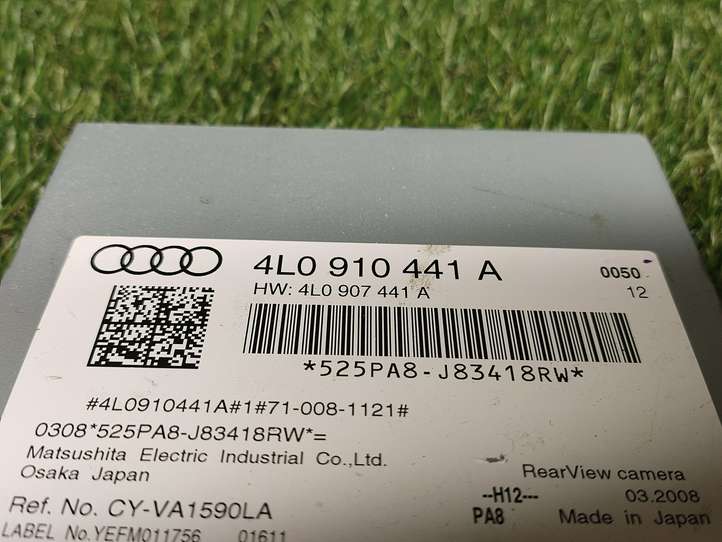 4L0 910 441 A
0050
HW: 4L0 907 441 A
12
*525PA8-J83418RW*
#4L0910441A#1#71-008-1121#
0308*525PA8-J83418RW*=
Matsushita Electric Industrial Co.,Ltd.
Osaka Japan
RearView camera
--H12---
03.2008
Ref. No. CY-VA1590LA
PA8
Made in Japan
LABEL No.YEFM011756 01611